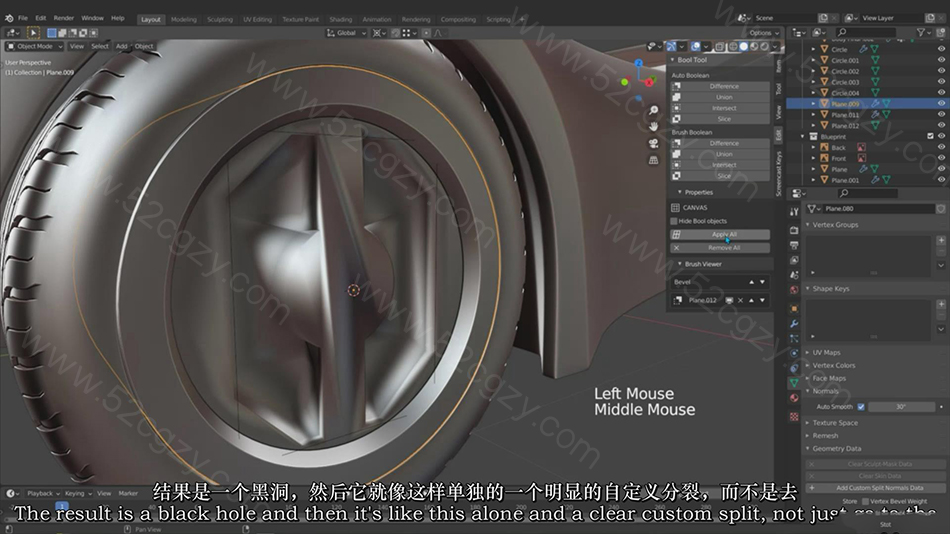 File Edit Render Window Help Layout Modeling Sculpting UV Editing Texture Paint Shading Animation Rendering Compositing Scripting + Scene View Layer
Global Options
Object Mode View Select Add Object
User Perspective
(1) Collection | Plane.009
Bool Tool
Auto Boolean
Difference
Union
Intersect
Slice
Brush Boolean
Difference
Union
Intersect
Slice
Properties
CANVAS
Hide Bool objects
Apply All
Remove All
Brush Viewer
Bevel
Plane.012
Item
Tool
View
Edit
Screencast Keys
Circle
Circle.001
Circle.002
Circle.003
Circle.004
Plane.009
Plane.011
Plane.012
Blueprint
Back
Front
Plane
Plane.001
Plane.080
Vertex Groups
Shape Keys
UV Maps
Vertex Colors
Face Maps
Normals
Auto Smooth 30°
Texture Space
Remesh
Geometry Data
Clear Sculpt Mask Data
Clear Skin Data
Add Custom Split Normals Data
Store Vertex Bevel Weight
Left Mouse
Middle Mouse
Playback Keying View Marker
1
结果是一个黑洞，然后它就像这样单独的一个明显的自定义分裂，而不是去
The result is a black hole and then it's like this alone and a clear custom split, not just go to the
Pan View
Slot
www.52cgzy.com